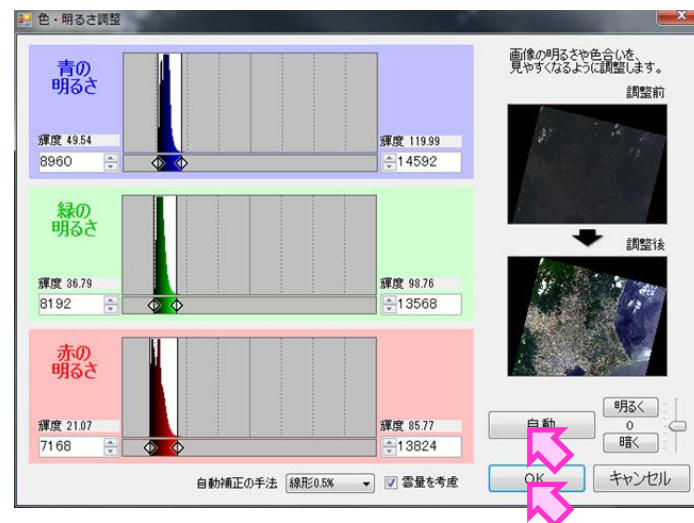 色・明るさ調整
青の
明るさ
輝度 49.54
8960
輝度 119.99
14592
緑の
明るさ
輝度 36.79
8192
輝度 98.76
13568
赤の
明るさ
輝度 21.07
7168
輝度 85.77
13824
自動補正の手法
線形0.5%
雲量を考慮
画像の明るさや色合いを、
見やすくなるように調整します。
調整前
調整後
自動
明るく
0
暗く
OK
キャンセル